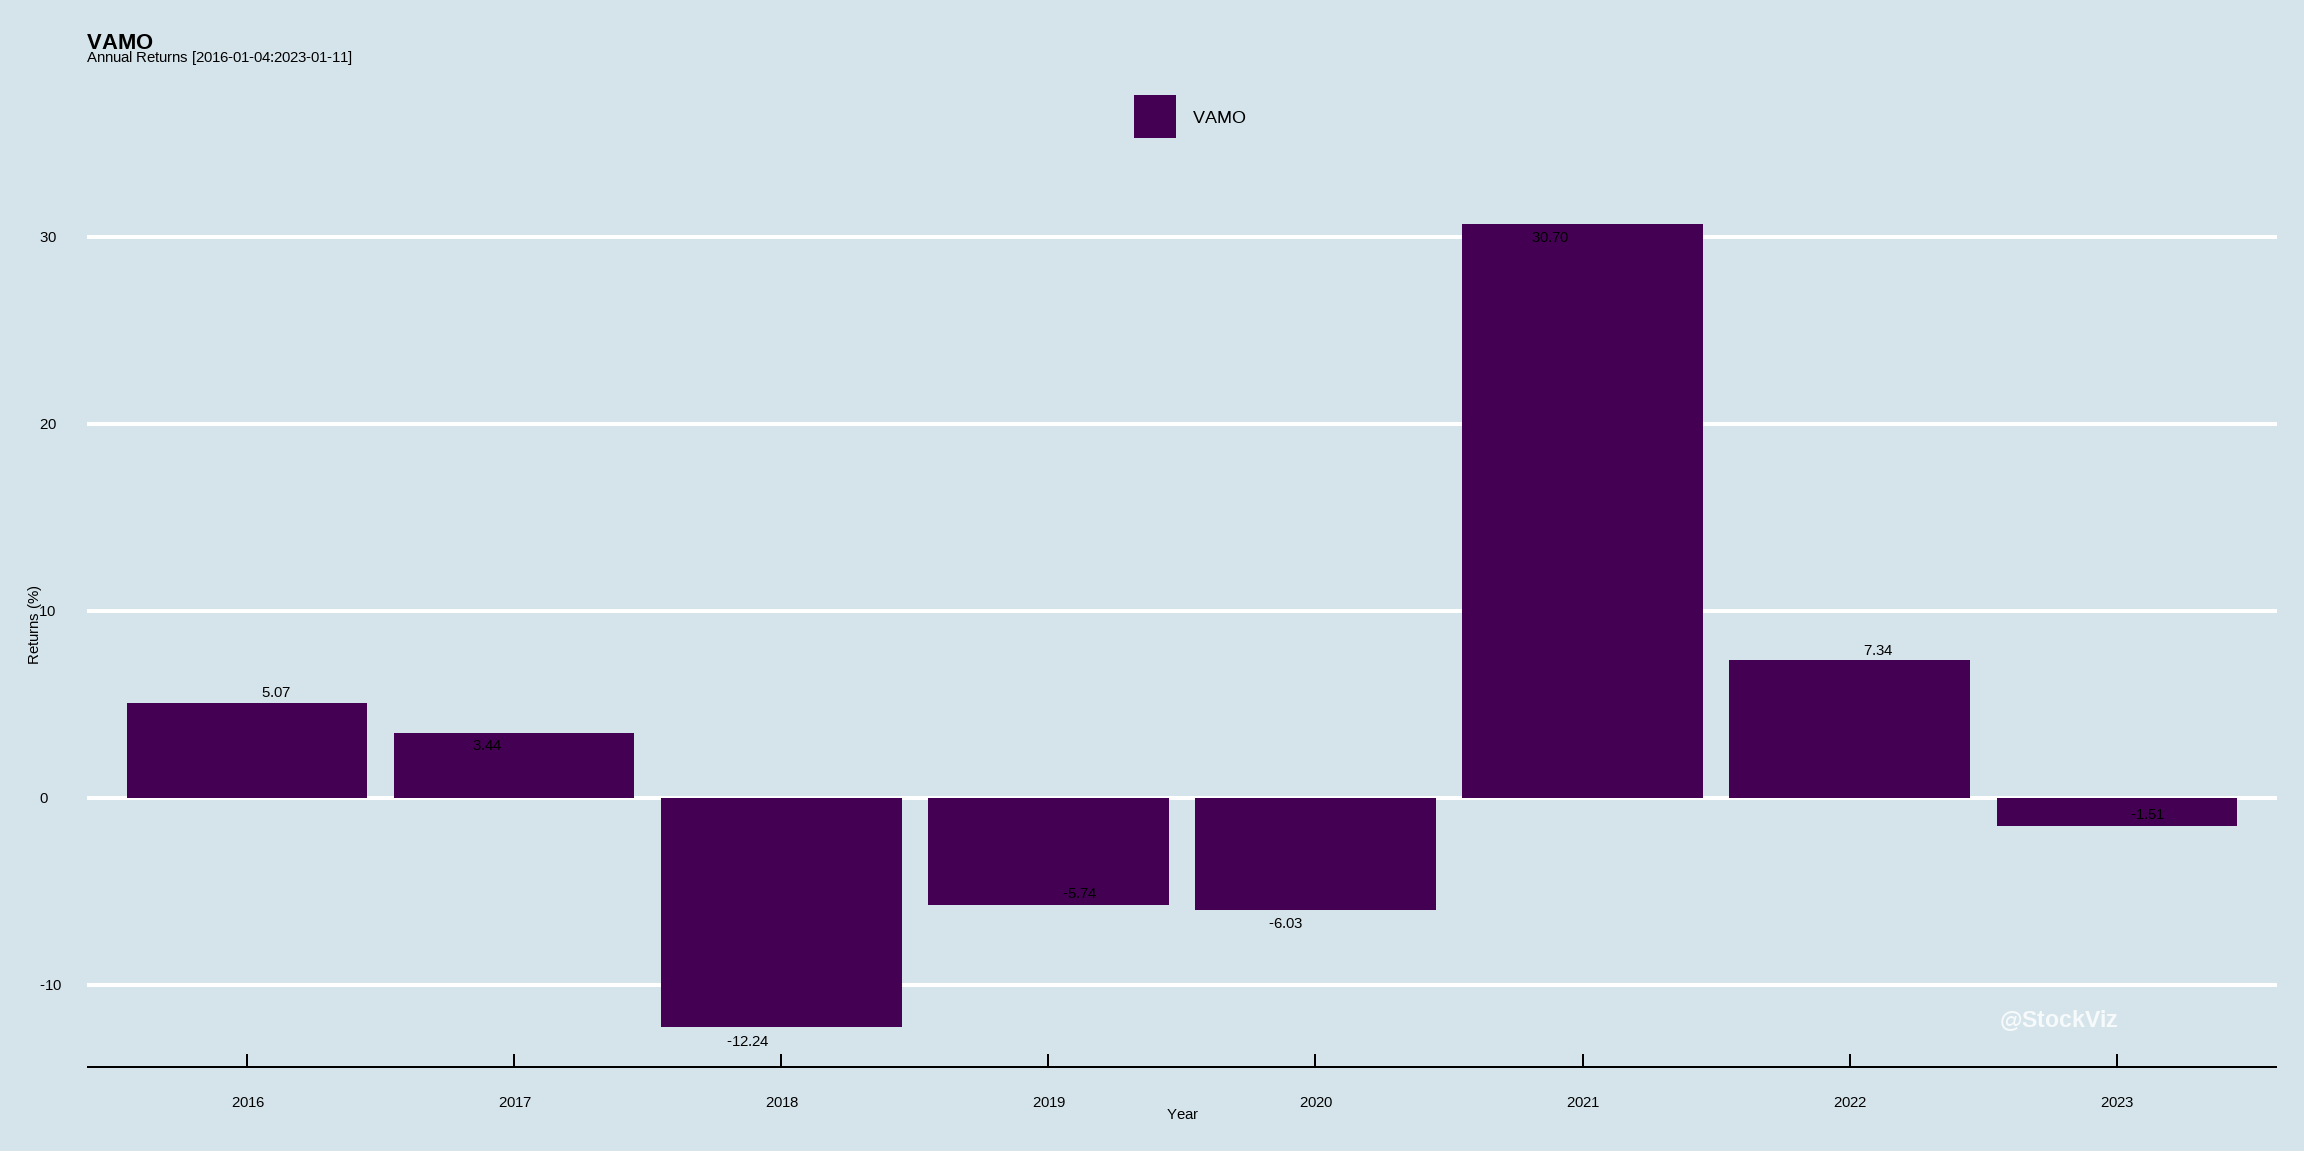 VAMO
Annual Returns [2016-01-04:2023-01-11]
VAMO
30
20
10
0
-10
Returns (%)
5.07
3.44
-12.24
-5.74
-6.03
30.70
7.34
-1.51
@StockViz
2016 2017 2018 2019 2020 2021 2022 2023
Year